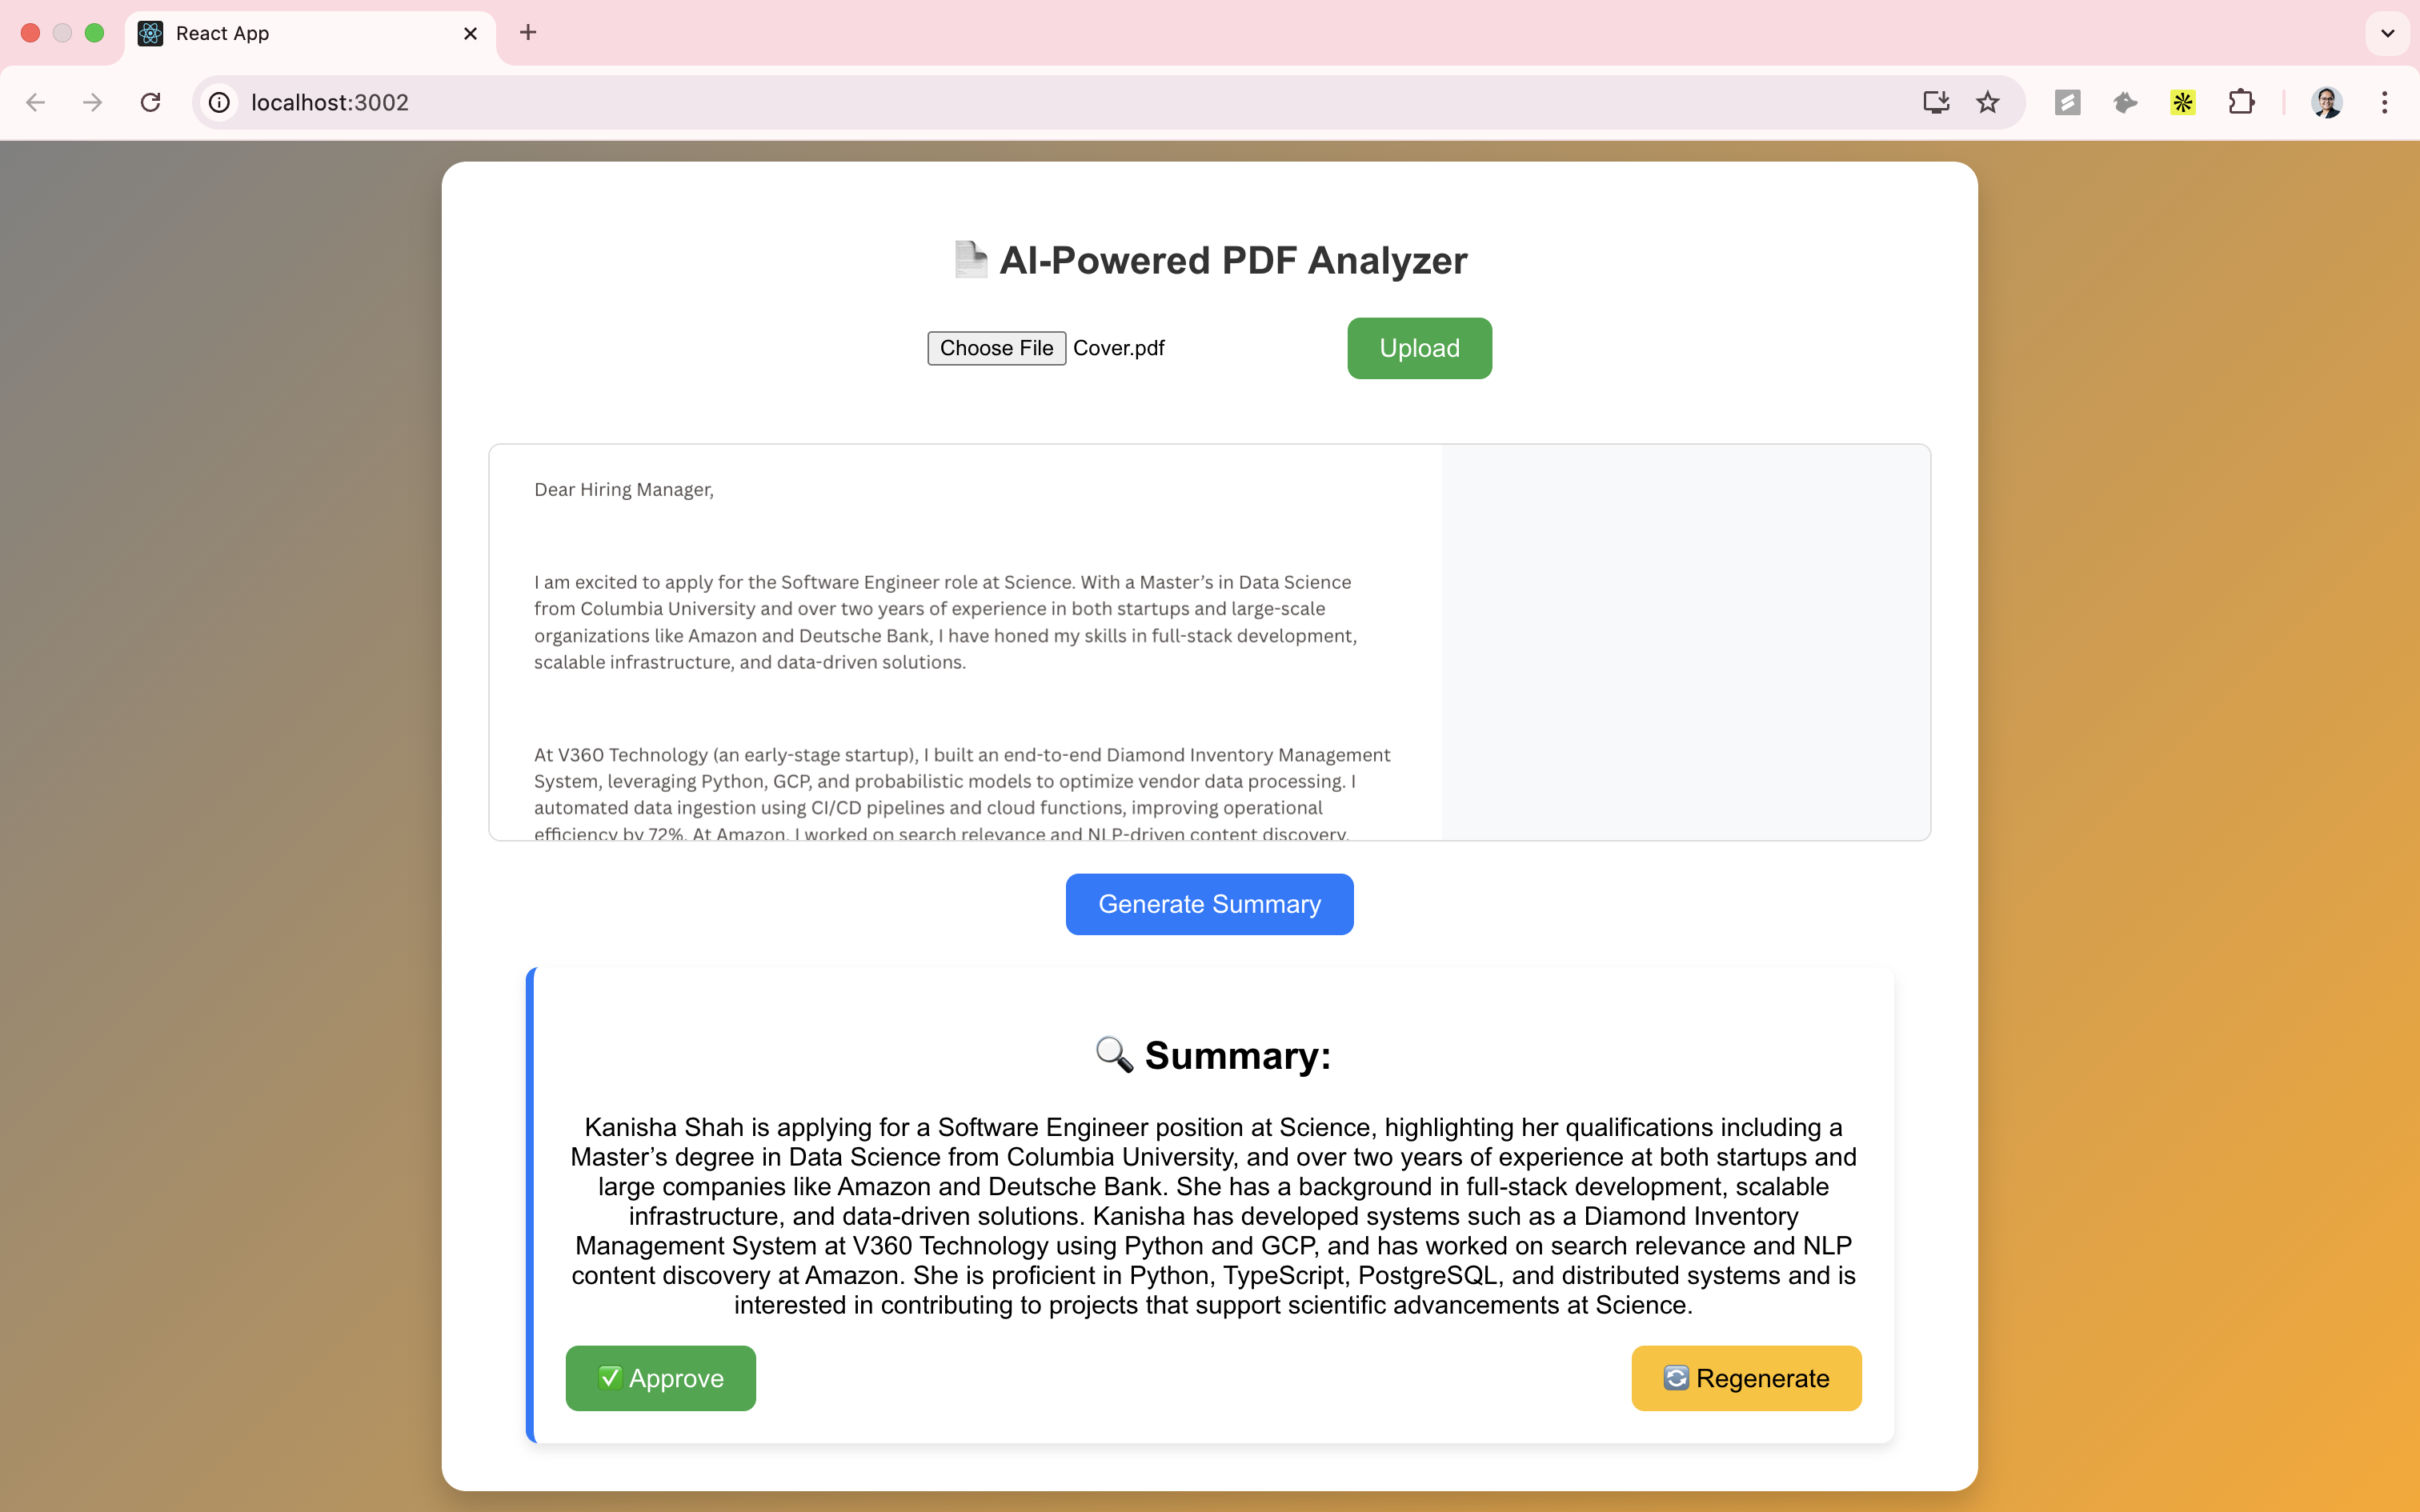 React App
localhost:3002
AI-Powered PDF Analyzer
Choose File Cover.pdf
Upload
Dear Hiring Manager,
I am excited to apply for the Software Engineer role at Science. With a Master’s in Data Science
from Columbia University and over two years of experience in both startups and large-scale
organizations like Amazon and Deutsche Bank, I have honed my skills in full-stack development,
scalable infrastructure, and data-driven solutions.
At V360 Technology (an early-stage startup), I built an end-to-end Diamond Inventory Management
System, leveraging Python, GCP, and probabilistic models to optimize vendor data processing. I
automated data ingestion using CI/CD pipelines and cloud functions, improving operational
efficiency by 72%. At Amazon, I worked on search relevance and NLP-driven content discovery,
Generate Summary
Summary:
Kanisha Shah is applying for a Software Engineer position at Science, highlighting her qualifications including a
Master’s degree in Data Science from Columbia University, and over two years of experience at both startups and
large companies like Amazon and Deutsche Bank. She has a background in full-stack development, scalable
infrastructure, and data-driven solutions. Kanisha has developed systems such as a Diamond Inventory
Management System at V360 Technology using Python and GCP, and has worked on search relevance and NLP
content discovery at Amazon. She is proficient in Python, TypeScript, PostgreSQL, and distributed systems and is
interested in contributing to projects that support scientific advancements at Science.
Approve
Regenerate